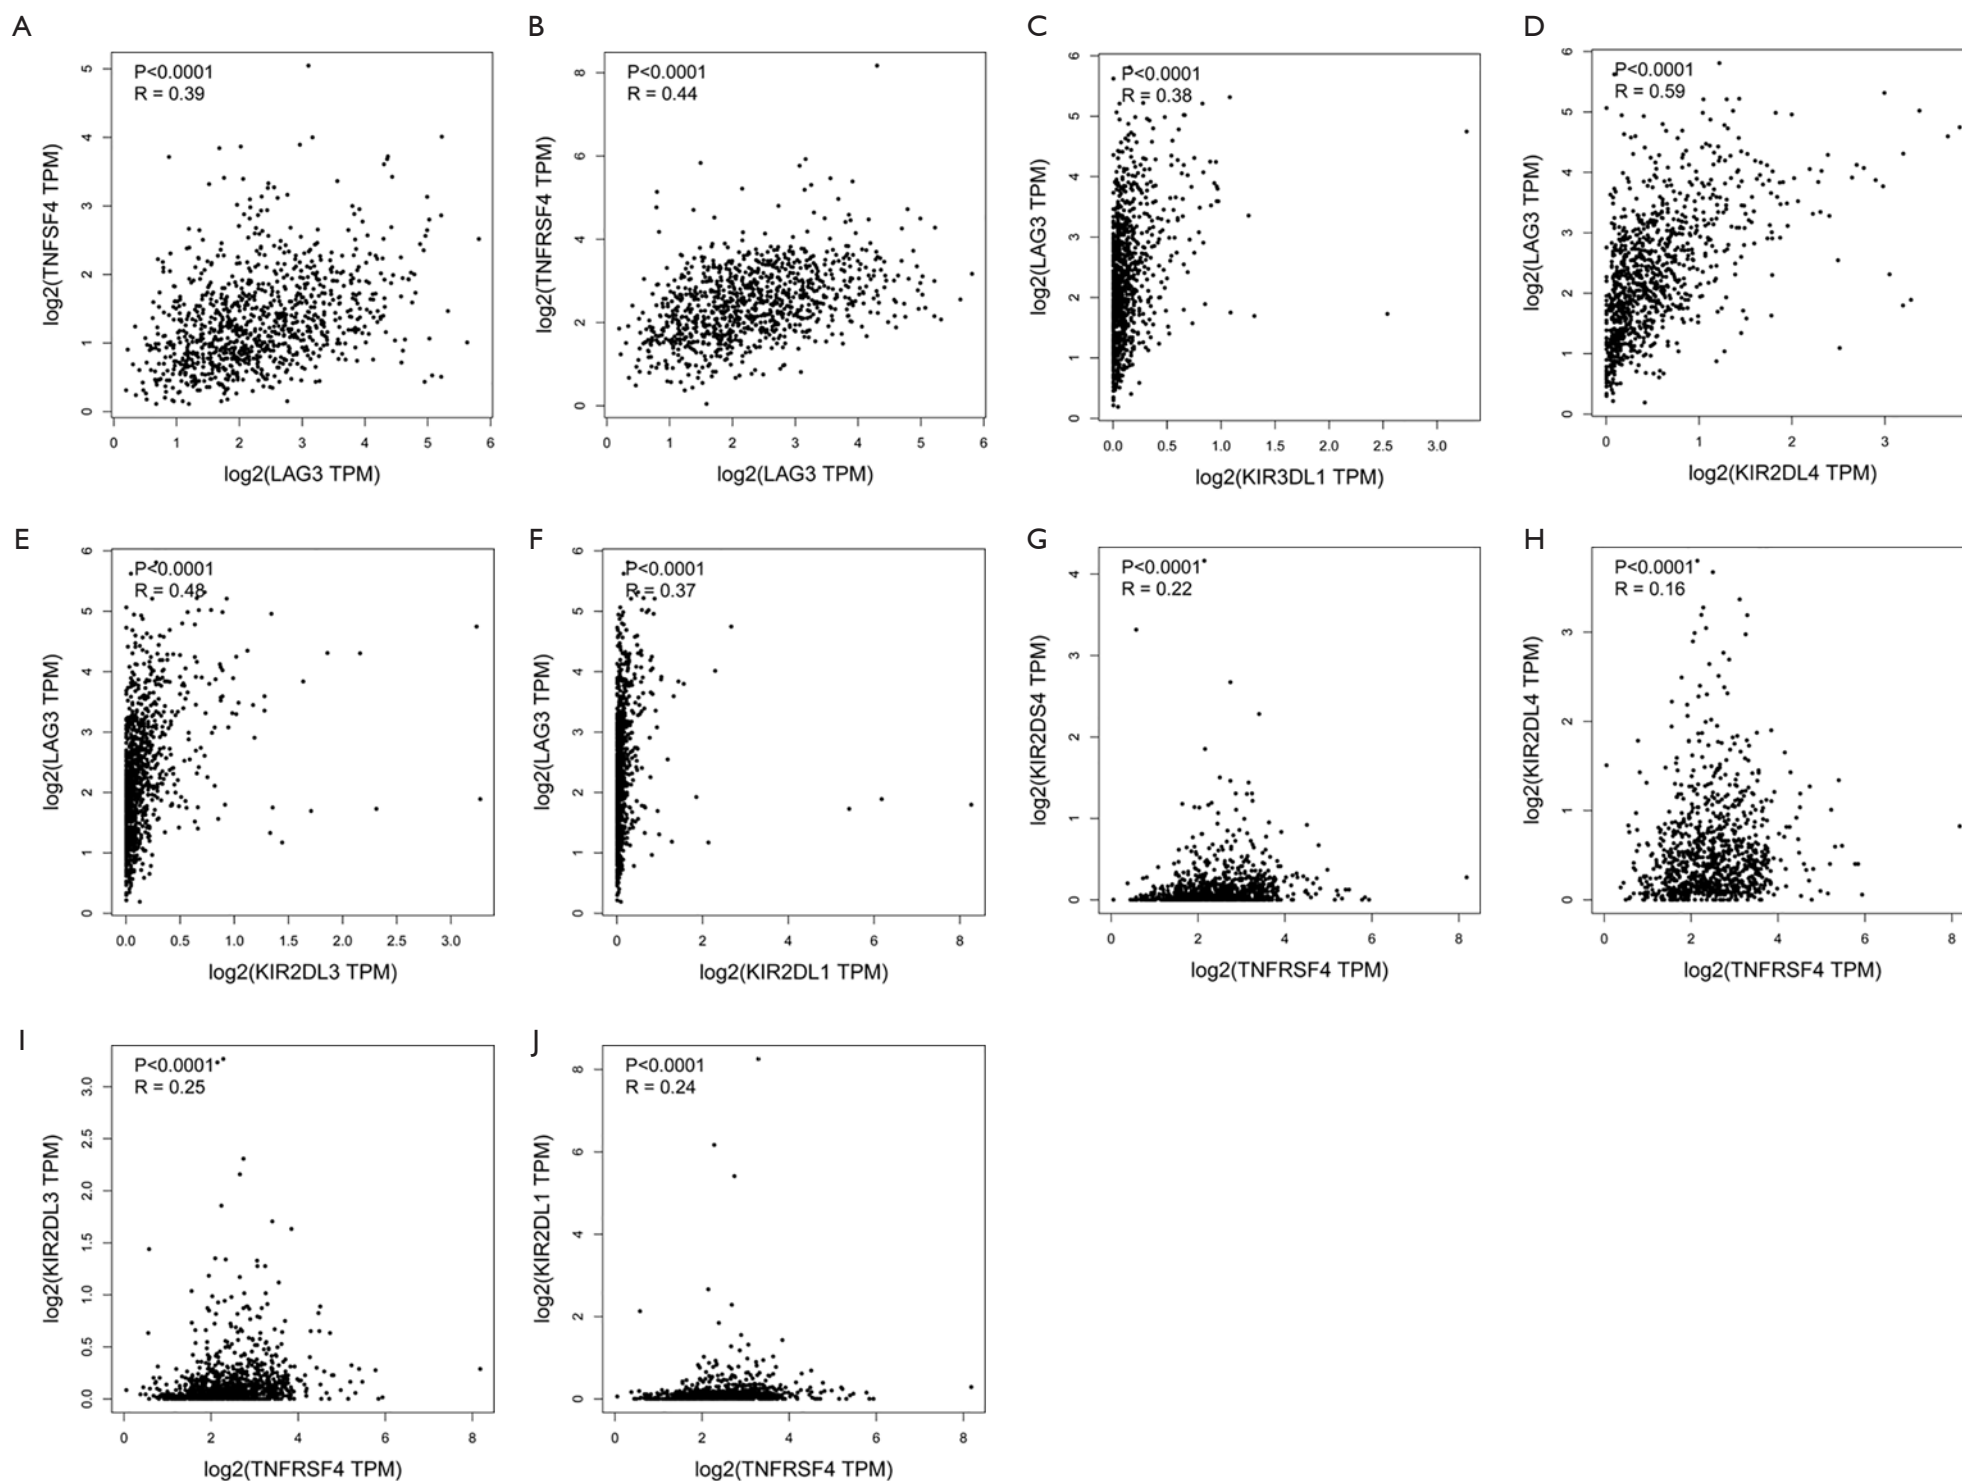 A
P<0.0001
R = 0.39
log2(TNFSF4 TPM)
0 1 2 3 4 5
0 1 2 3 4 5 6
log2(LAG3 TPM)
B
P<0.0001
R = 0.44
log2(TNFRSF4 TPM)
0 2 4 6 8
0 1 2 3 4 5 6
log2(LAG3 TPM)
C
P<0.0001
R = 0.38
log2(LAG3 TPM)
0 1 2 3 4 5 6
0.0 0.5 1.0 1.5 2.0 2.5 3.0
log2(KIR3DL1 TPM)
D
P<0.0001
R = 0.59
log2(LAG3 TPM)
0 1 2 3 4 5 6
0 1 2 3
log2(KIR2DL4 TPM)
E
P<0.0001
R = 0.48
log2(LAG3 TPM)
0 1 2 3 4 5 6
0.0 0.5 1.0 1.5 2.0 2.5 3.0
log2(KIR2DL3 TPM)
F
P<0.0001
R = 0.37
log2(LAG3 TPM)
0 1 2 3 4 5 6
0 2 4 6 8
log2(KIR2DL1 TPM)
G
P<0.0001
R = 0.22
log2(KIR2DS4 TPM)
0 1 2 3 4
0 2 4 6 8
log2(TNFRSF4 TPM)
H
P<0.0001
R = 0.16
log2(KIR2DL4 TPM)
0 1 2 3
0 2 4 6 8
log2(TNFRSF4 TPM)
I
P<0.0001
R = 0.25
log2(KIR2DL3 TPM)
0.0 0.5 1.0 1.5 2.0 2.5 3.0
0 2 4 6 8
log2(TNFRSF4 TPM)
J
P<0.0001
R = 0.24
log2(KIR2DL1 TPM)
0 2 4 6 8
0 2 4 6 8
log2(TNFRSF4 TPM)